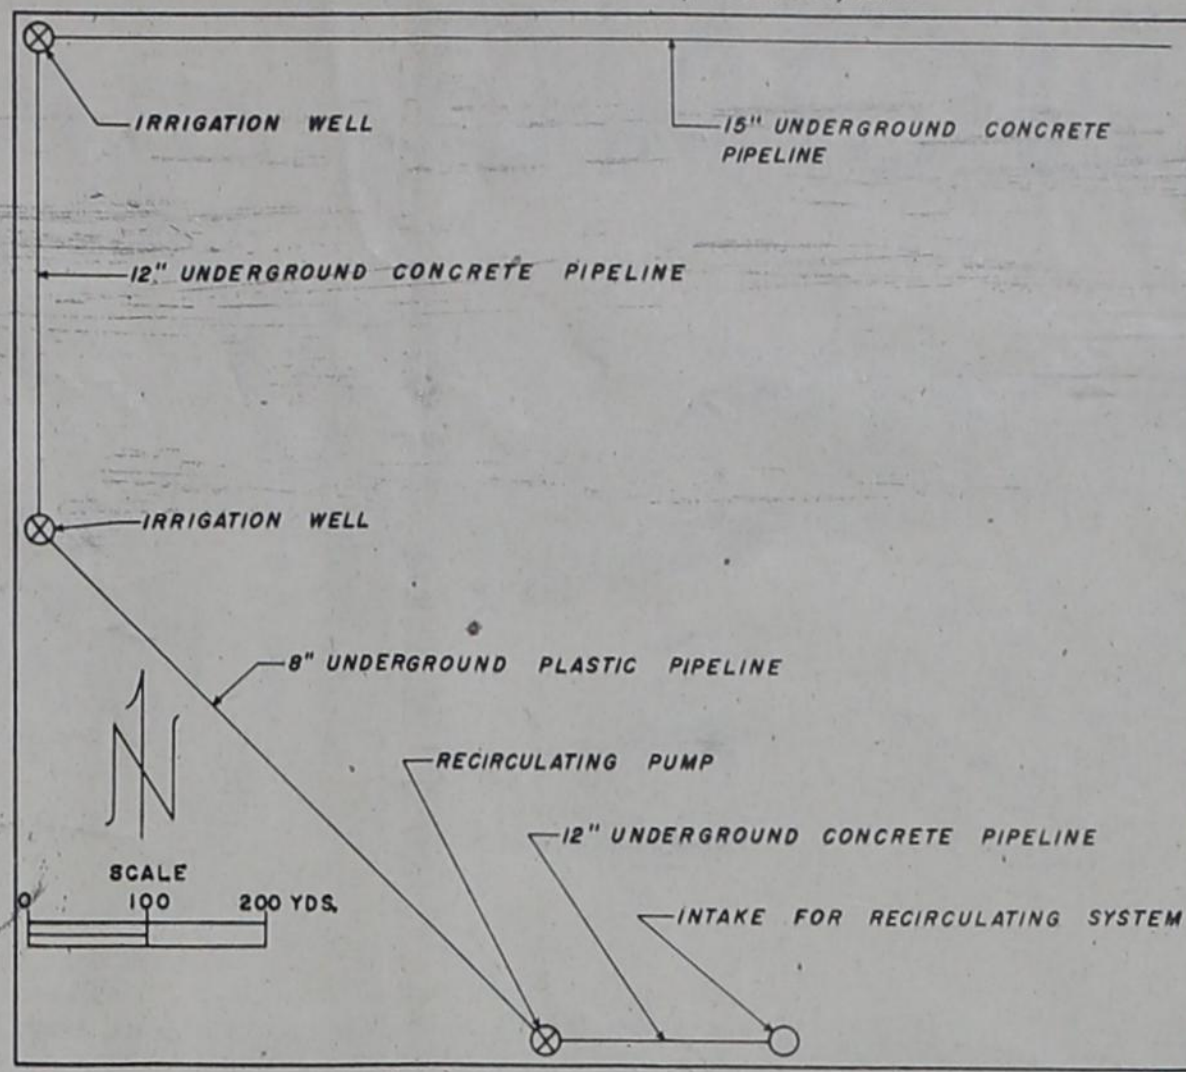 IRRIGATION WELL
15" UNDERGROUND CONCRETE
PIPELINE
12" UNDERGROUND CONCRETE PIPELINE
IRRIGATION WELL
8" UNDERGROUND PLASTIC PIPELINE
RECIRCULATING PUMP
N
12" UNDERGROUND CONCRETE PIPELINE
SCALE
0 100 200 YDS.
INTAKE FOR RECIRCULATING SYSTEM